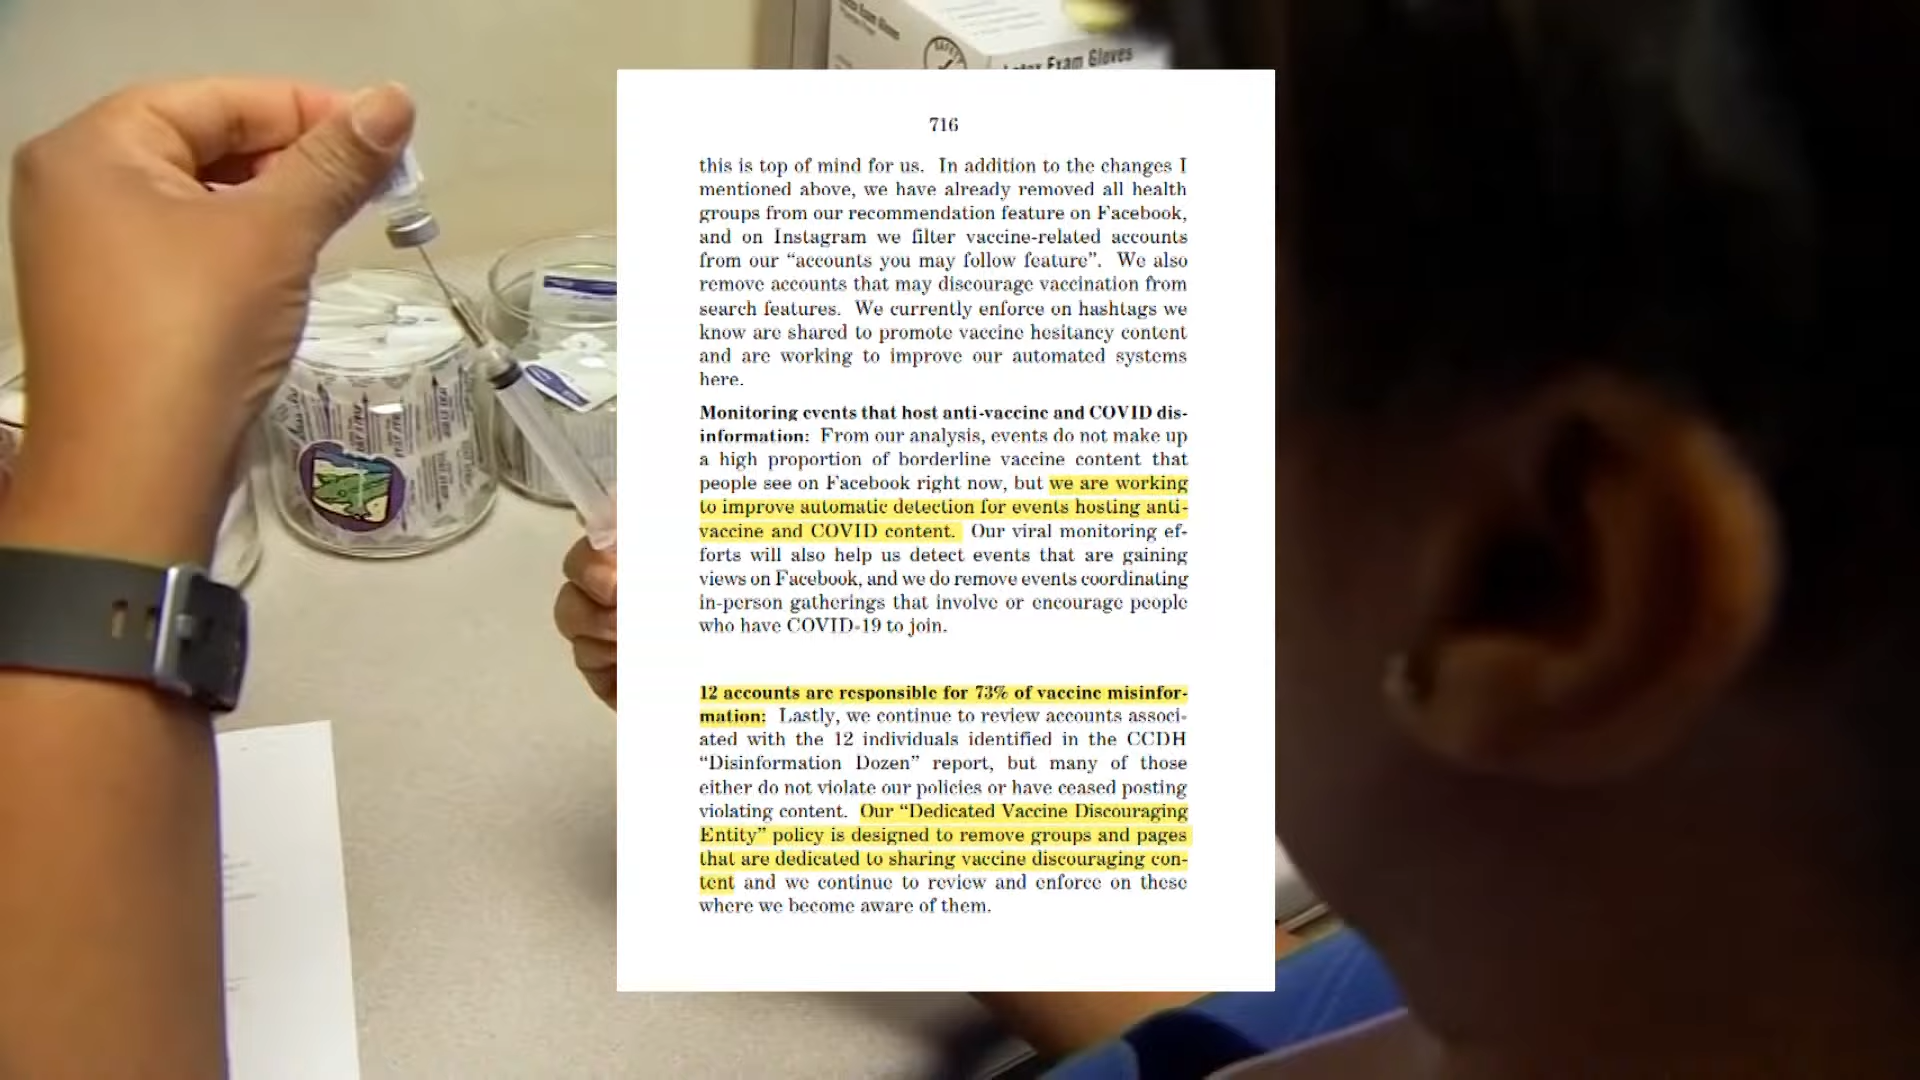 Latex Exam Gloves
716
this is top of mind for us. In addition to the changes I
mentioned above, we have already removed all health
groups from our recommendation feature on Facebook,
and on Instagram we filter vaccine-related accounts
from our “accounts you may follow feature”. We also
remove accounts that may discourage vaccination from
search features. We currently enforce on hashtags we
know are shared to promote vaccine hesitancy content
and are working to improve our automated systems
here.
Monitoring events that host anti-vaccine and COVID dis-
information: From our analysis, events do not make up
a high proportion of borderline vaccine content that
people see on Facebook right now, but we are working
to improve automatic detection for events hosting anti-
vaccine and COVID content. Our viral monitoring ef-
forts will also help us detect events that are gaining
views on Facebook, and we do remove events coordinating
in-person gatherings that involve or encourage people
who have COVID-19 to join.
12 accounts are responsible for 73% of vaccine misinfor-
mation: Lastly, we continue to review accounts associ-
ated with the 12 individuals identified in the CCDH
“Disinformation Dozen” report, but many of those
either do not violate our policies or have ceased posting
violating content. Our “Dedicated Vaccine Discouraging
Entity” policy is designed to remove groups and pages
that are dedicated to sharing vaccine discouraging con-
tent and we continue to review and enforce on these
where we become aware of them.